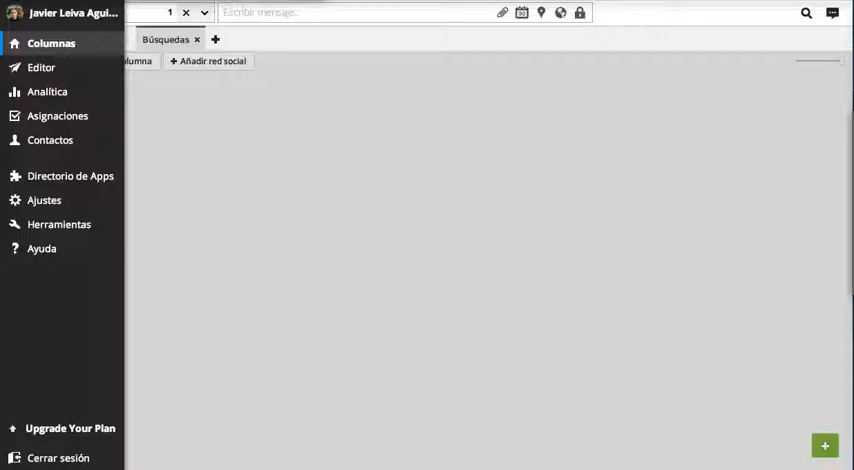 Javier Leiva Agui...
1
Escribir mensaje..
Columnas
Búsquedas
Editor
olumna
Añadir red social
Analítica
Asignaciones
Contactos
Directorio de Apps
Ajustes
Herramientas
Ayuda
Upgrade Your Plan
Cerrar sesión